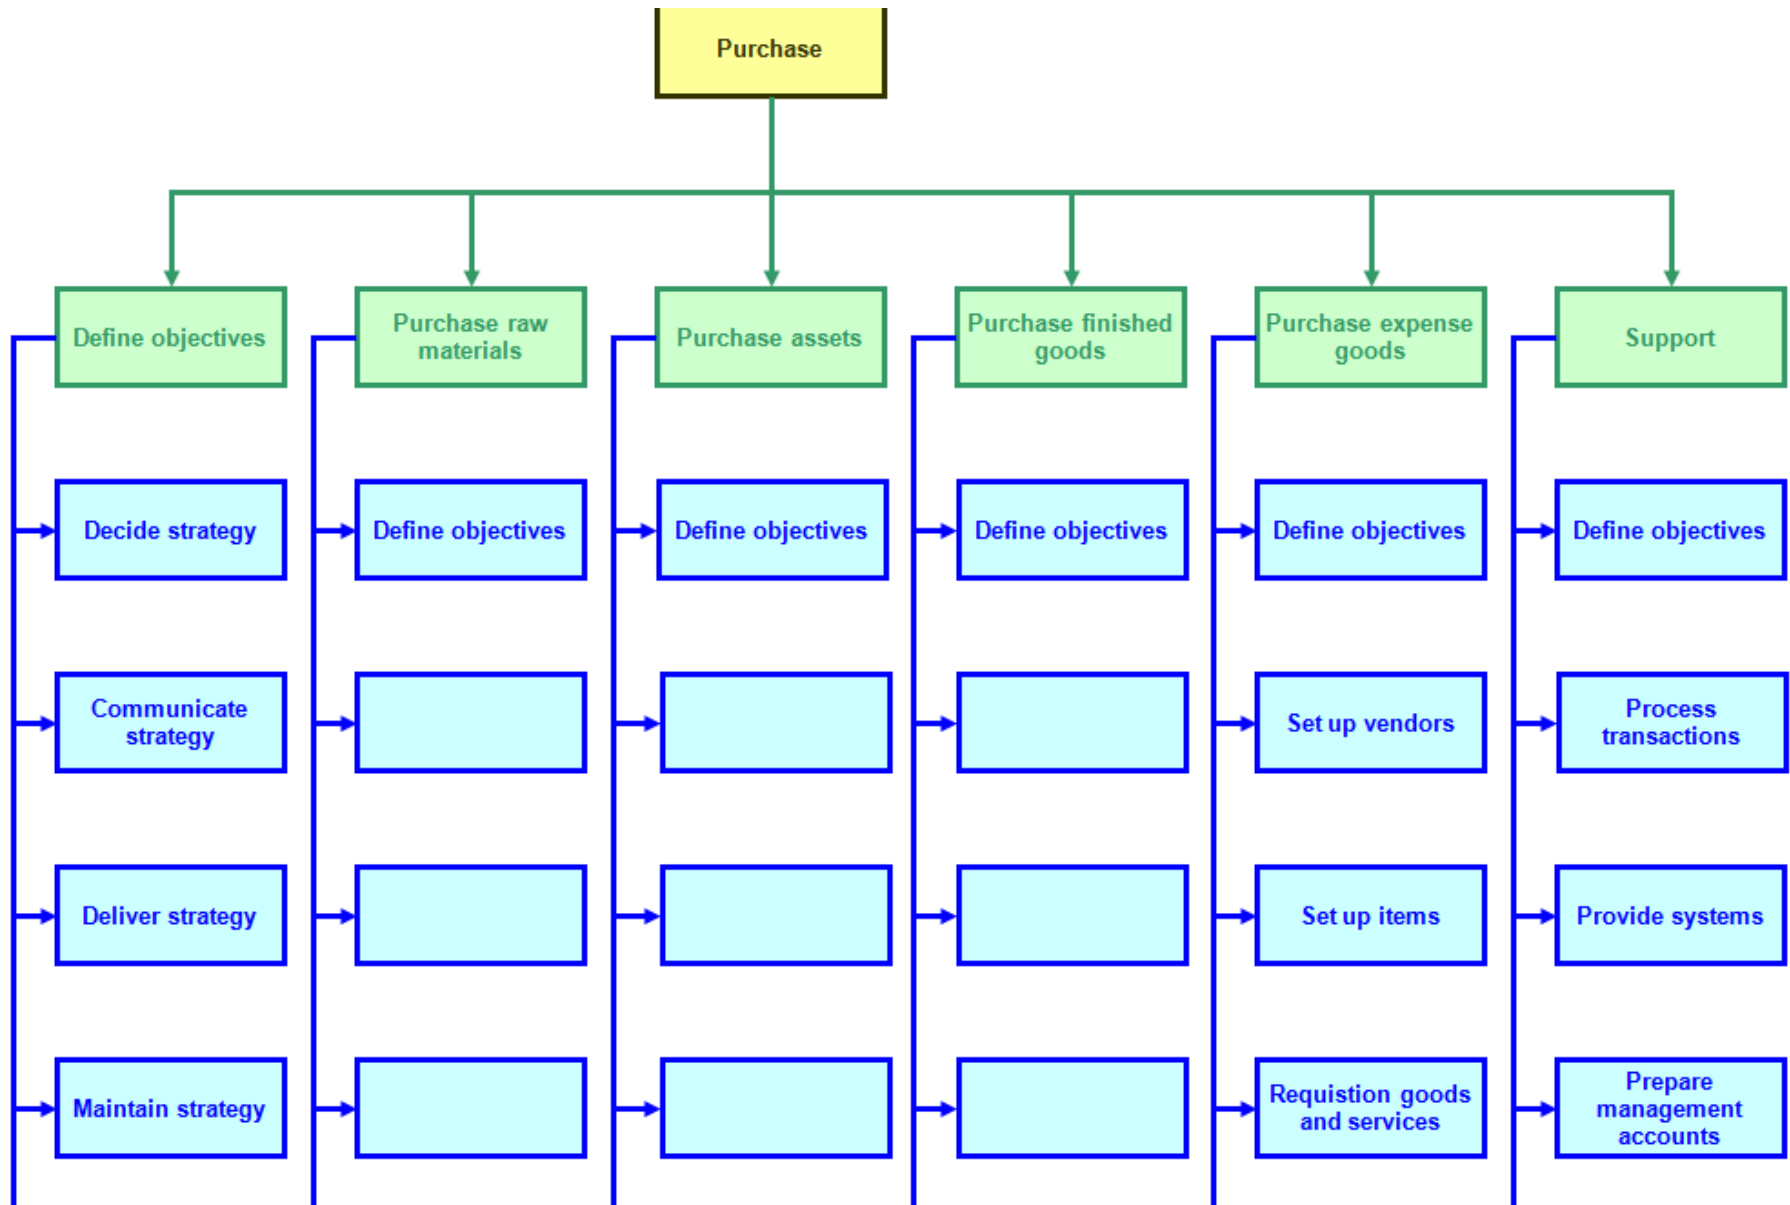 Purchase
Define objectives
Purchase raw
materials
Purchase assets
Purchase finished
goods
Purchase expense
goods
Support
Decide strategy
Define objectives
Define objectives
Define objectives
Define objectives
Define objectives
Communicate
strategy
Set up vendors
Process
transactions
Deliver strategy
Set up items
Provide systems
Maintain strategy
Requistion goods
and services
Prepare
management
accounts